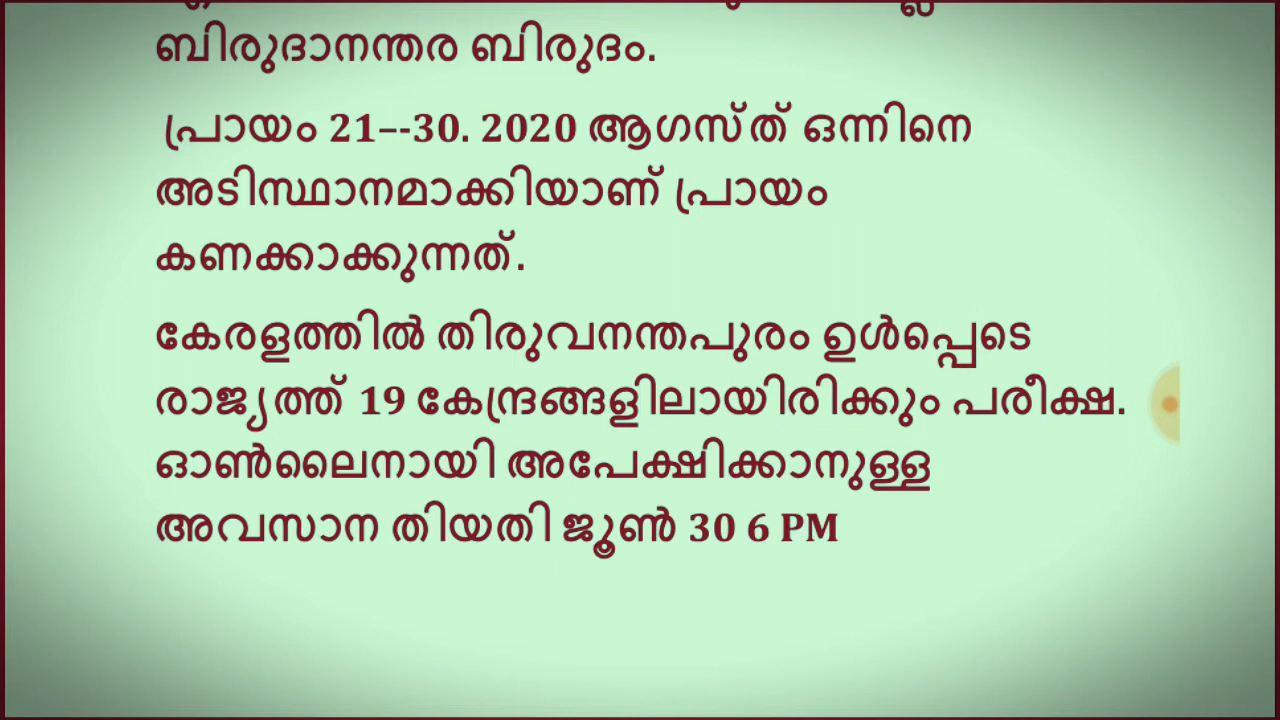 ബിരുദാനന്തര ബിരുദം.
പ്രായം 21–-30. 2020 ആഗസ്ത് ഒന്നിനെ
അടിസ്ഥാനമാക്കിയാണ് പ്രായം
കണക്കാക്കുന്നത്.
കേരളത്തിൽ തിരുവനന്തപുരം ഉൾപ്പെടെ
രാജ്യത്ത് 19 കേന്ദ്രങ്ങളിലായിരിക്കും പരീക്ഷ.
ഓൺലൈനായി അപേക്ഷിക്കാനുള്ള
അവസാന തിയതി ജൂൺ 30 6 PM